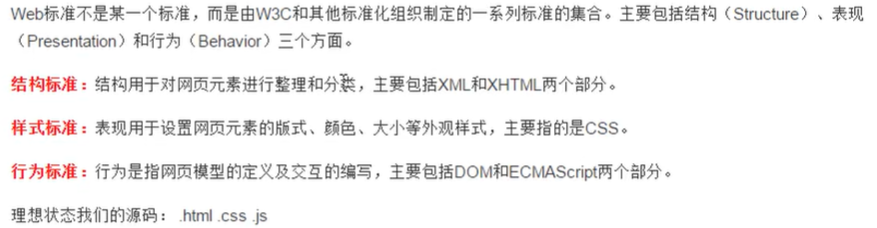 Web标准不是某一个标准，而是由W3C和其他标准化组织制定的一系列标准的集合。主要包括结构（Structure）、表现
（Presentation）和行为（Behavior）三个方面。
结构标准：结构用于对网页元素进行整理和分类，主要包括XML和XHTML两个部分。
样式标准：表现用于设置网页元素的版式、颜色、大小等外观样式，主要指的是CSS。
行为标准：行为是指网页模型的定义及交互的编写，主要包括DOM和ECMAScript两个部分。
理想状态我们的源码： .html .css .js